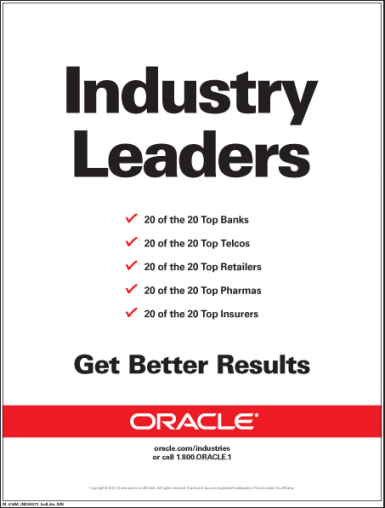 Industry
Leaders
20 of the 20 Top Banks
20 of the 20 Top Telcos
20 of the 20 Top Retailers
20 of the 20 Top Pharmas
20 of the 20 Top Insurers
Get Better Results
ORACLE®
oracle.com/industries
or call 1.800.ORACLE.1